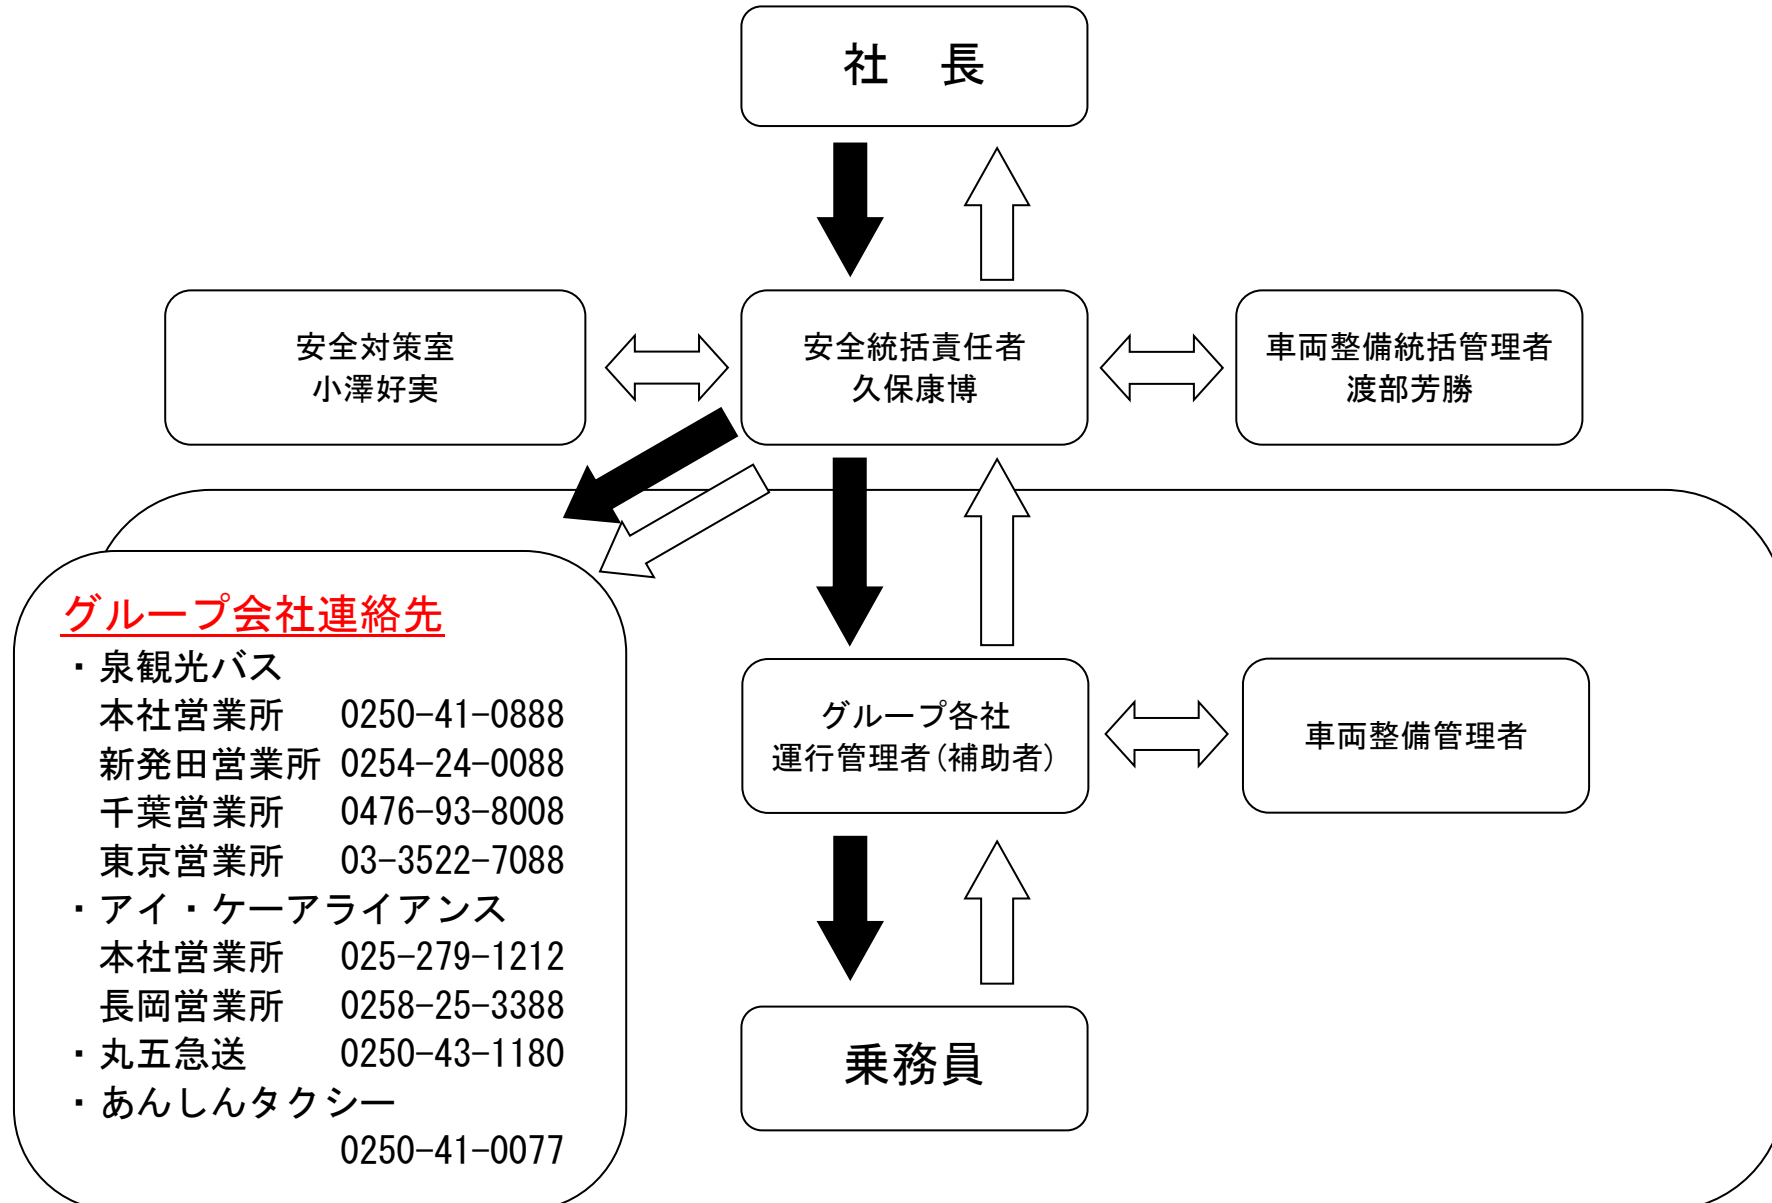 社　長
安全対策室
小澤好実
安全統括責任者
久保康博
車両整備統括管理者
渡部芳勝
グループ会社連絡先
・泉観光バス
本社営業所　0250-41-0888
新発田営業所 0254-24-0088
千葉営業所　0476-93-8008
東京営業所　03-3522-7088
・アイ・ケーアライアンス
本社営業所　025-279-1212
長岡営業所　0258-25-3388
・丸五急送　0250-43-1180
・あんしんタクシー
0250-41-0077
グループ各社
運行管理者(補助者)
車両整備管理者
乗務員